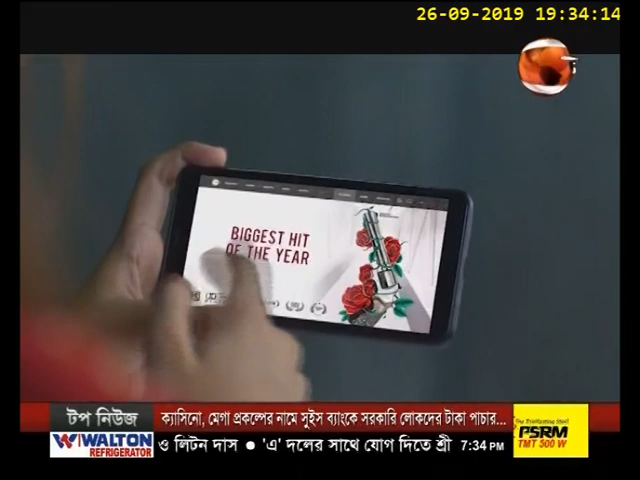 26-09-2019 19:34:14
BIGGEST HIT
OF THE YEAR
টপ নিউজ
ক্যাসিনো, মেগা প্রকল্পের নামে সুইস ব্যাংকে সরকারি লোকদের টাকা পাচার...
WALTON
REFRIGERATOR
ও লিটন দাস ● 'এ' দলের সাথে যোগ দিতে শ্রী
7:34 PM
PSRM
TMT 500 W